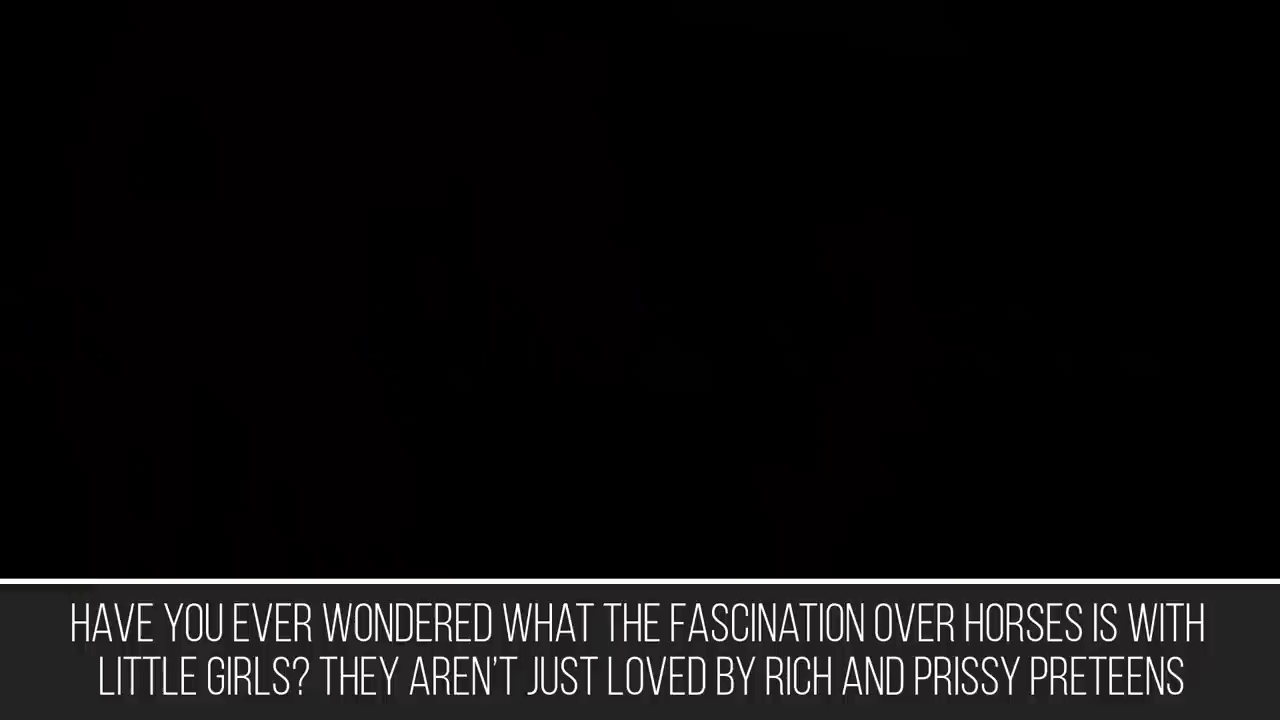 HAVE YOU EVER WONDERED WHAT THE FASCINATION OVER HORSES IS WITH
LITTLE GIRLS? THEY AREN'T JUST LOVED BY RICH AND PRISSY PRETEENS